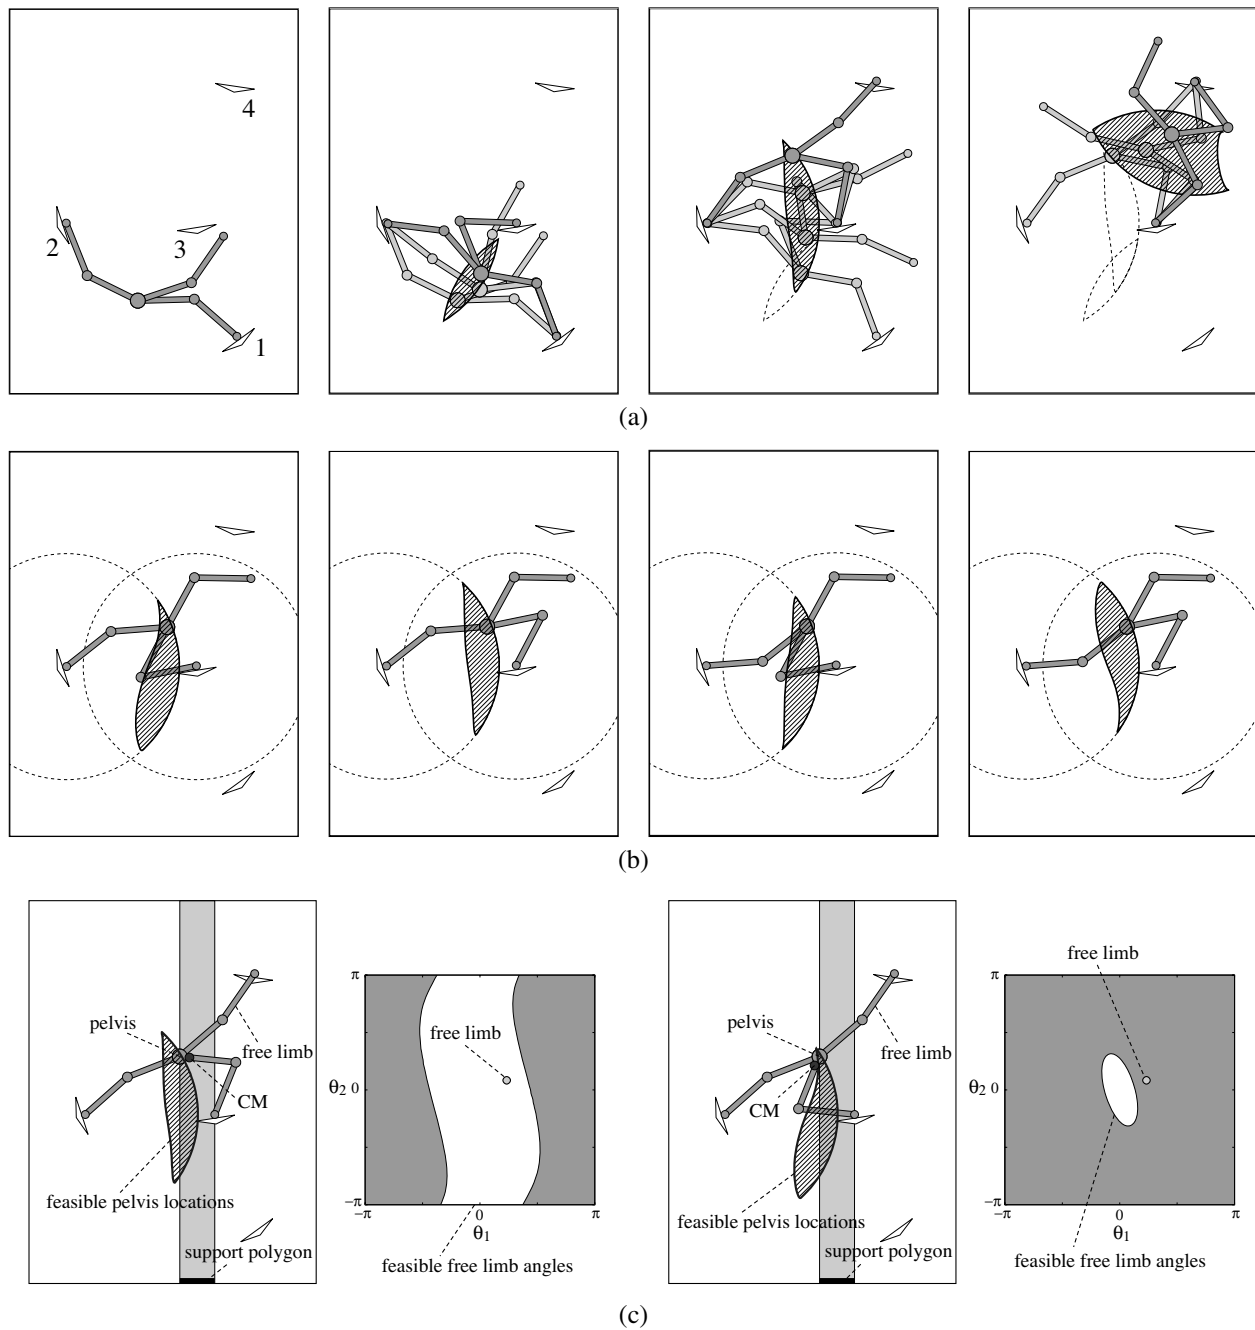 4
2
3
1
(a)
(b)
pelvis
free limb
CM
feasible pelvis locations
support polygon
π
θ2 0
−π
−π
0
π
θ1
free limb
feasible free limb angles
pelvis
free limb
CM
feasible pelvis locations
support polygon
free limb
π
θ2 0
−π
−π
0
π
θ1
feasible free limb angles
(c)